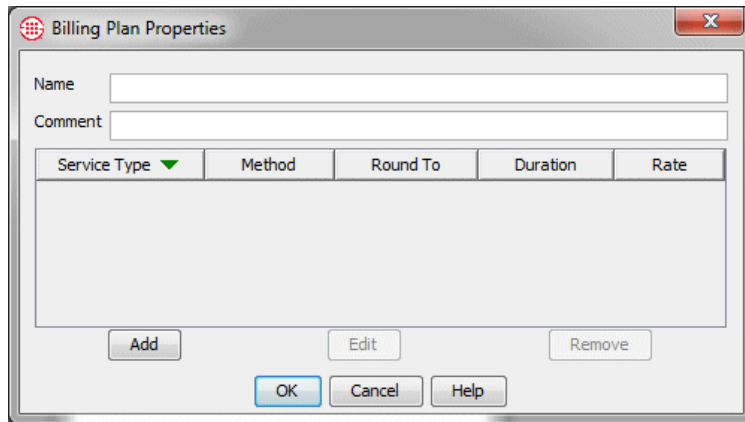 Billing Plan Properties
Name
Comment
Service Type Method Round To Duration Rate
Add Edit Remove
OK Cancel Help